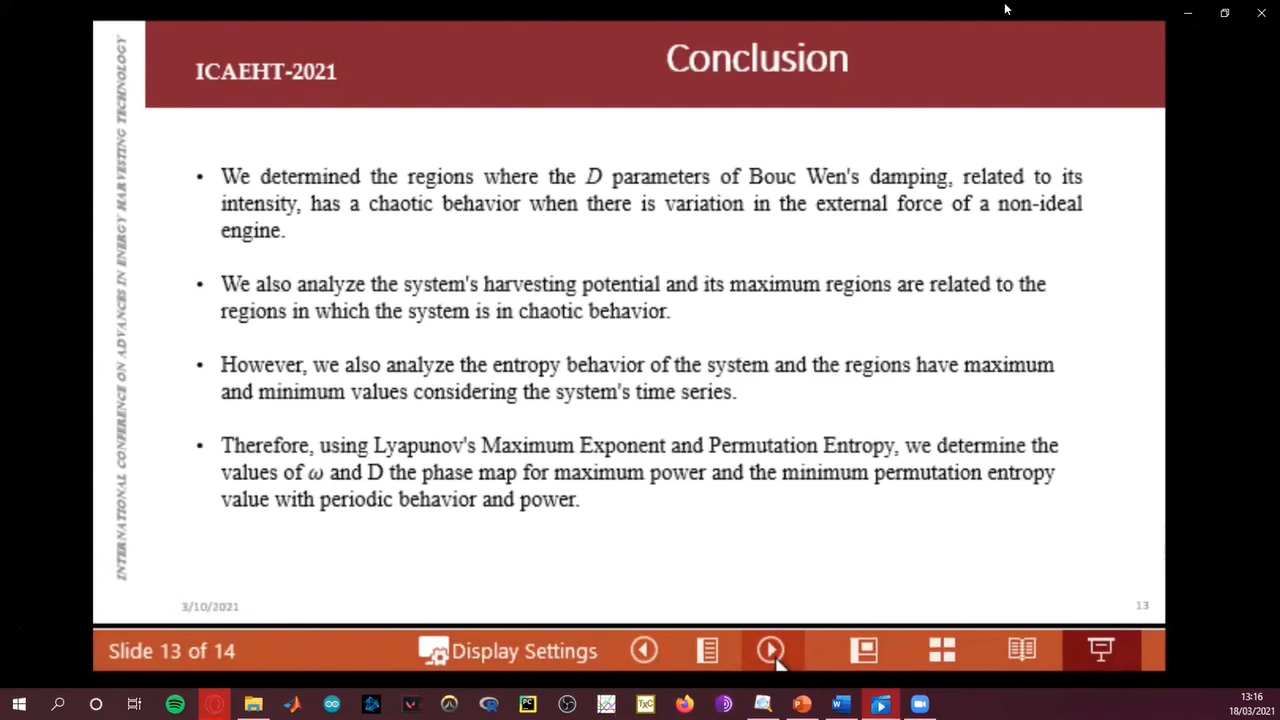 ICAEHT-2021
Conclusion
INTERNATIONAL CONFERENCE ON ADVANCES IN ENERGY HARVESTING TECHNOLOGY
• We determined the regions where the D parameters of Bouc Wen's damping, related to its
intensity, has a chaotic behavior when there is variation in the external force of a non-ideal
engine.
• We also analyze the system's harvesting potential and its maximum regions are related to the
regions in which the system is in chaotic behavior.
• However, we also analyze the entropy behavior of the system and the regions have maximum
and minimum values considering the system's time series.
• Therefore, using Lyapunov's Maximum Exponent and Permutation Entropy, we determine the
values of ω and D the phase map for maximum power and the minimum permutation entropy
value with periodic behavior and power.
3/10/2021
13
Slide 13 of 14
Display Settings
PC
TxC
13:16
18/03/2021